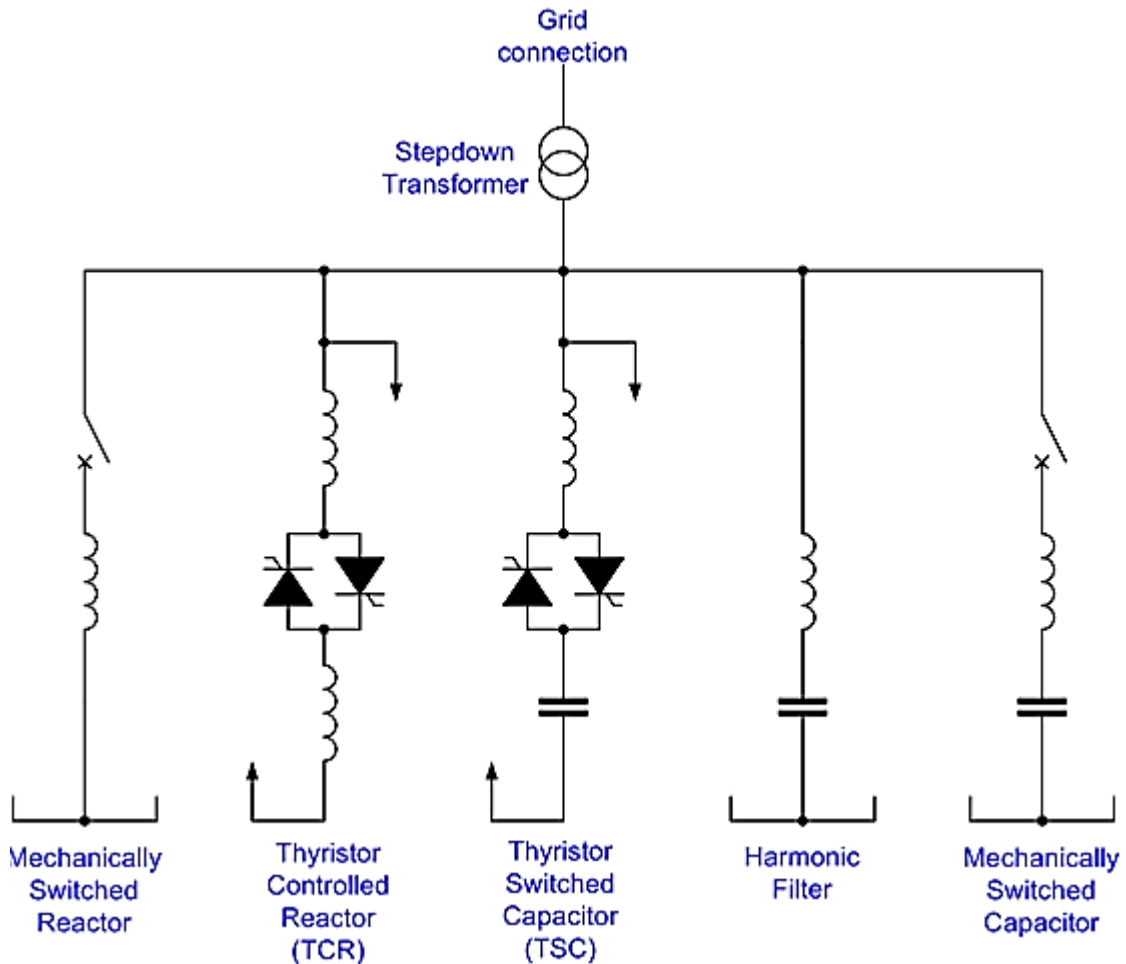 Grid
connection
Stepdown
Transformer
Mechanically
Switched
Reactor
Thyristor
Controlled
Reactor
(TCR)
Thyristor
Switched
Capacitor
(TSC)
Harmonic
Filter
Mechanically
Switched
Capacitor